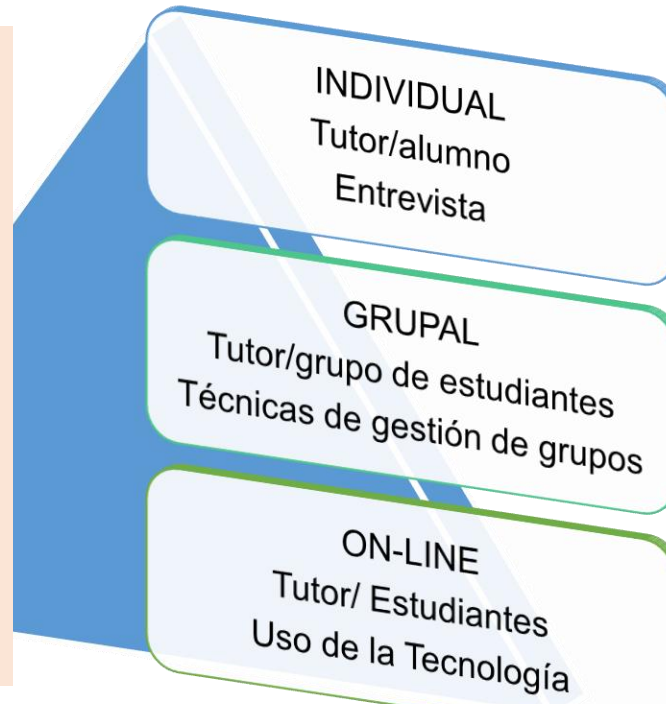 INDIVIDUAL
Tutor/alumno
Entrevista
GRUPAL
Tutor/grupo de estudiantes
Técnicas de gestión de grupos
ON-LINE
Tutor/ Estudiantes
Uso de la Tecnología